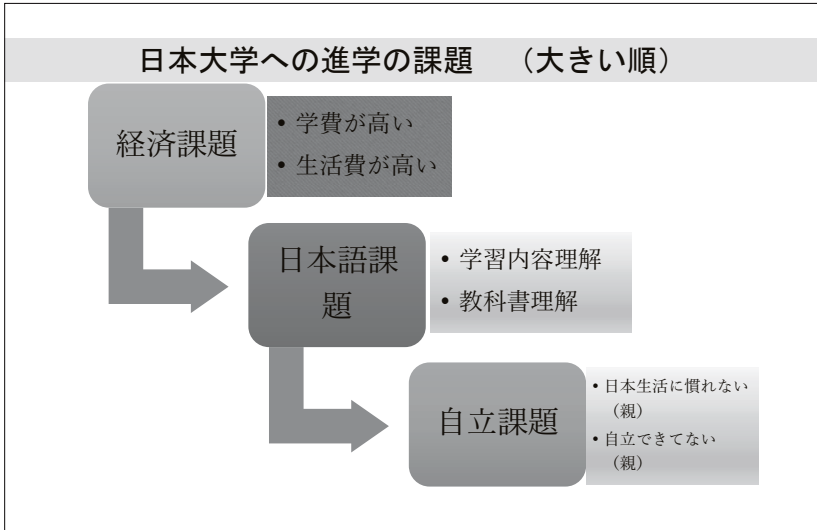 日本大学への進学の課題　（大きい順）
経済課題
• 学費が高い
• 生活費が高い
日本語課
題
• 学習内容理解
• 教科書理解
自立課題
• 日本生活に慣れない
（親）
• 自立できてない
（親）